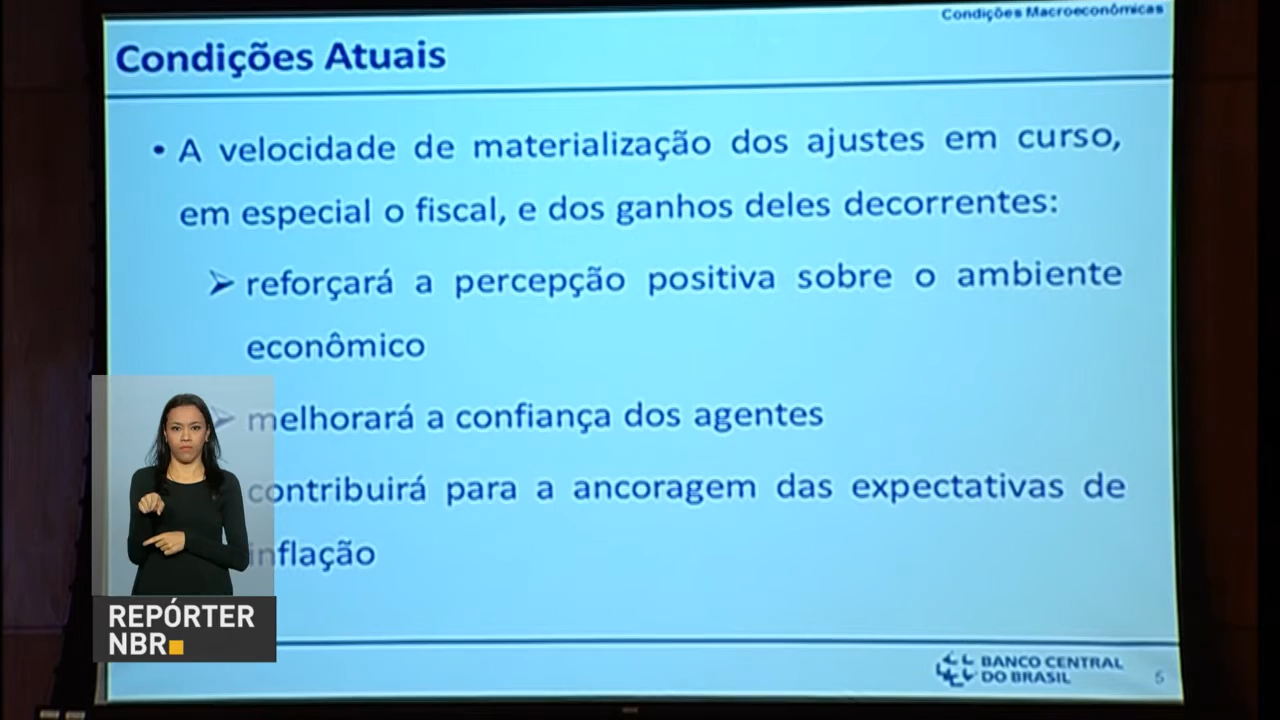 Condições Macroeconômicas
Condições Atuais
• A velocidade de materialização dos ajustes em curso,
em especial o fiscal, e dos ganhos deles decorrentes:
➢ reforçará a percepção positiva sobre o ambiente
econômico
➢ melhorará a confiança dos agentes
contribuirá para a ancoragem das expectativas de
inflação
REPÓRTER
NBR
BANCO CENTRAL
DO BRASIL
5